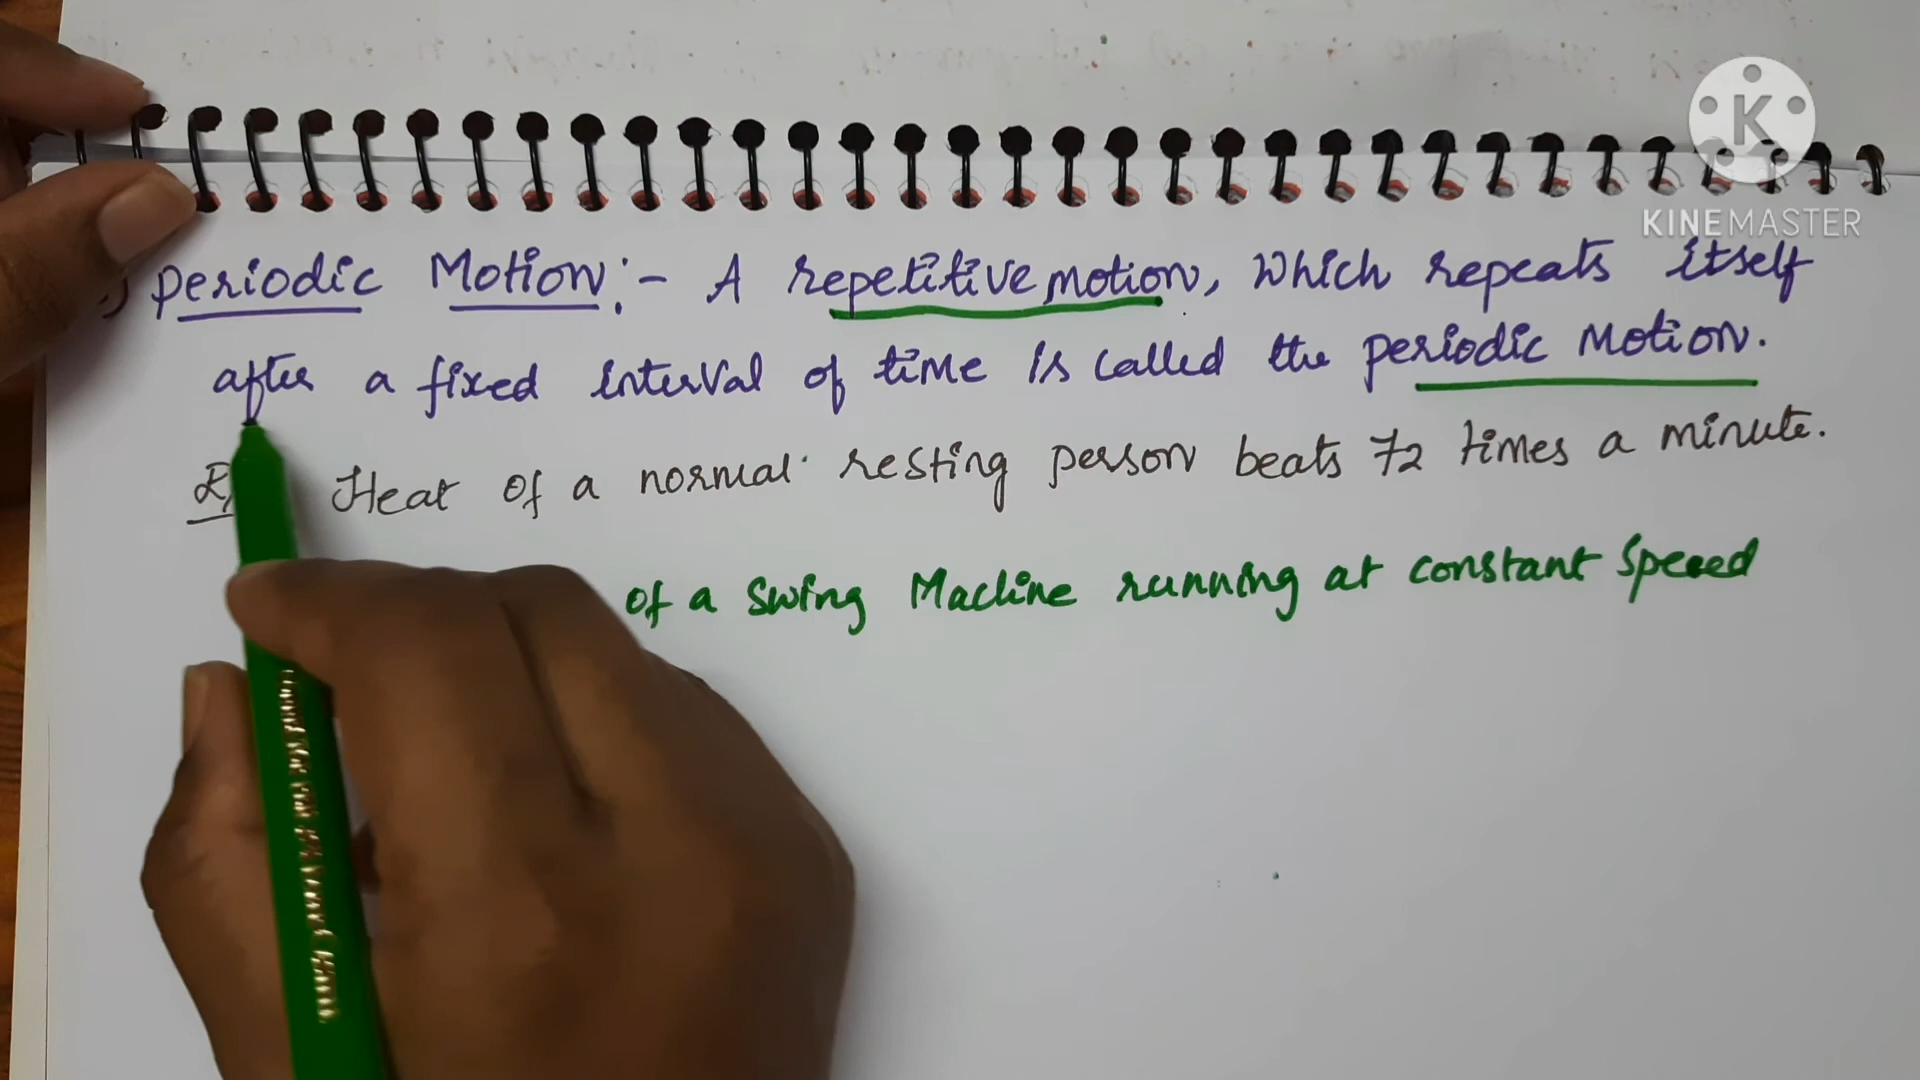 KINEMASTER
Periodic Motion:- A repetitive motion, Which repeats itself
after a fixed interval of time is called the periodic Motion.
Heat of a normal resting person beats 72 times a minute.
of a Swing Machine running at constant Speed